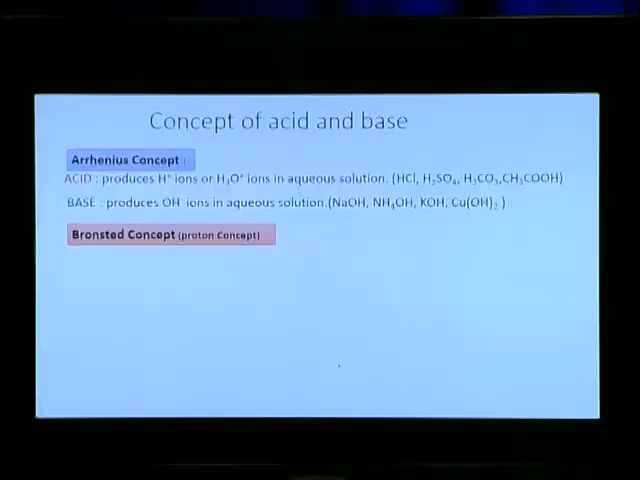 Concept of acid and base
Arrhenius Concept :
ACID : produces H⁺ ions or H₃O⁺ ions in aqueous solution. (HCl, H₂SO₄, H₂CO₃,CH₃COOH)
BASE : produces OH⁻ ions in aqueous solution.(NaOH, NH₄OH, KOH, Cu(OH)₂ )
Bronsted Concept (proton Concept)